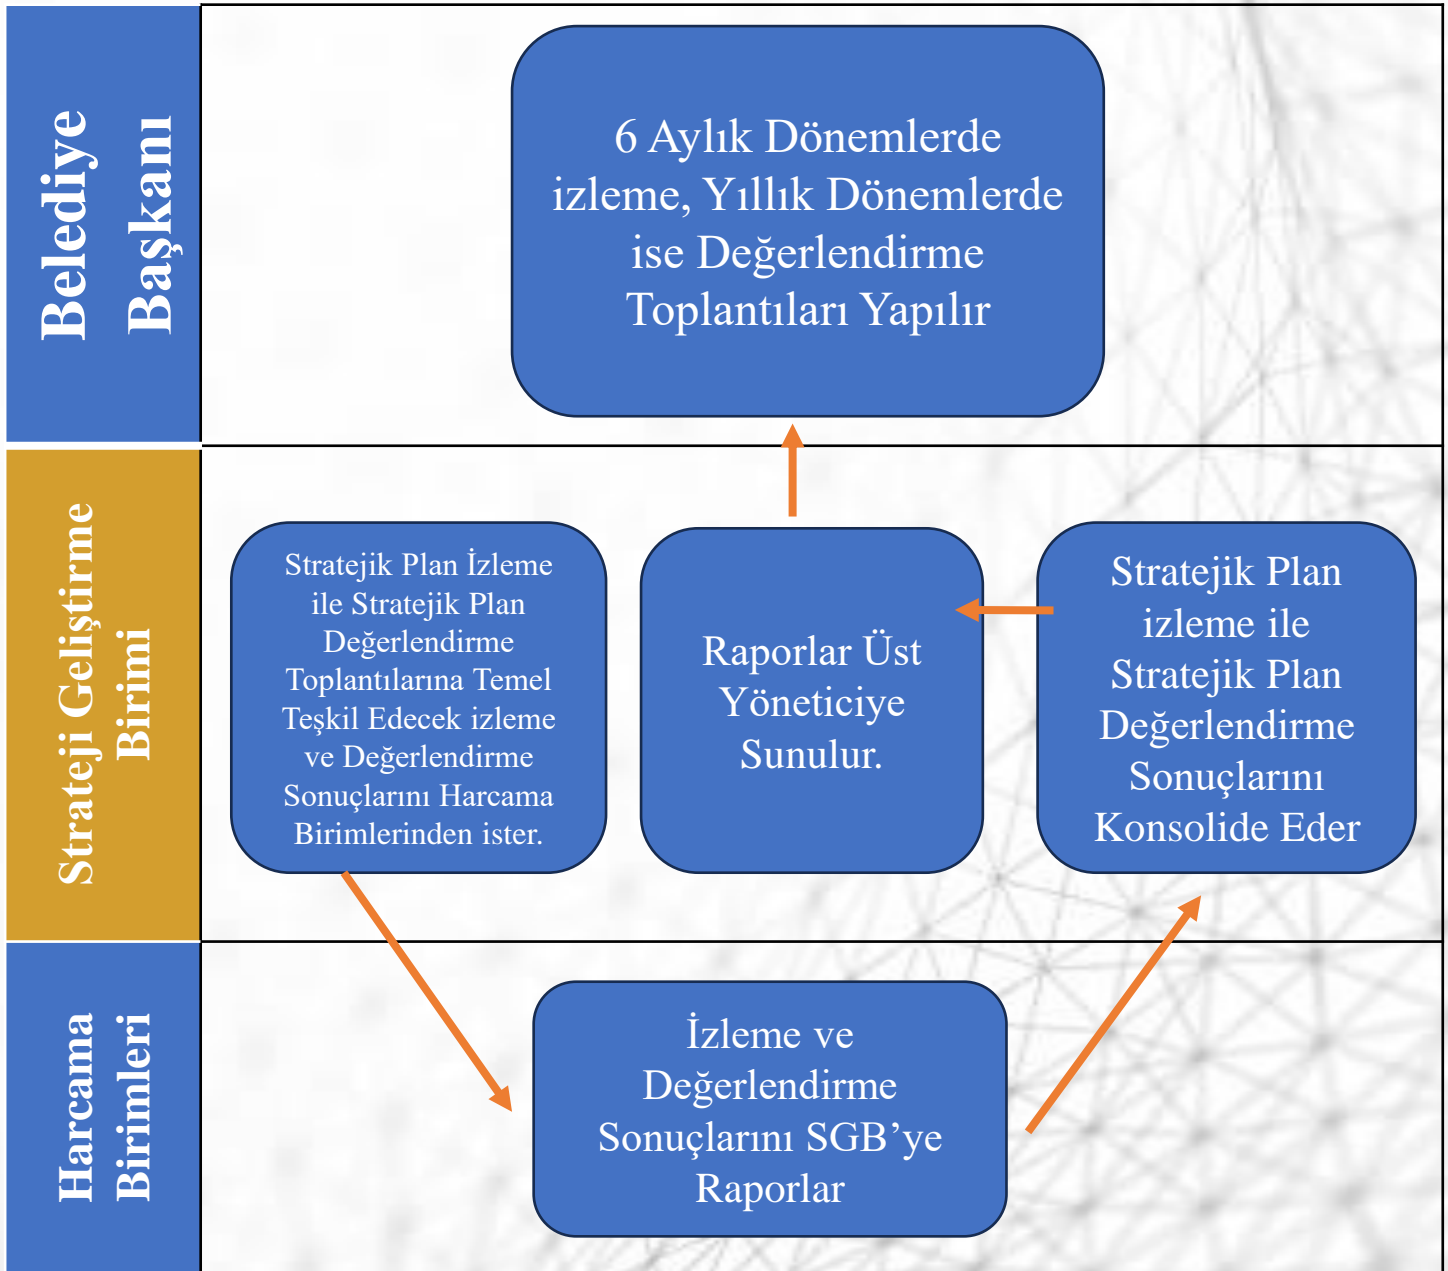 Belediye
Başkanı
6 Aylık Dönemlerde
izleme, Yıllık Dönemlerde
ise Değerlendirme
Toplantıları Yapılır
Strateji Geliştirme
Birimi
Stratejik Plan İzleme
ile Stratejik Plan
Değerlendirme
Toplantılarına Temel
Teşkil Edecek izleme
ve Değerlendirme
Sonuçlarını Harcama
Birimlerinden ister.
Raporlar Üst
Yöneticiye
Sunulur.
Stratejik Plan
izleme ile
Stratejik Plan
Değerlendirme
Sonuçlarını
Konsolide Eder
Harcama
Birimleri
İzleme ve
Değerlendirme
Sonuçlarını SGB’ye
Raporlar